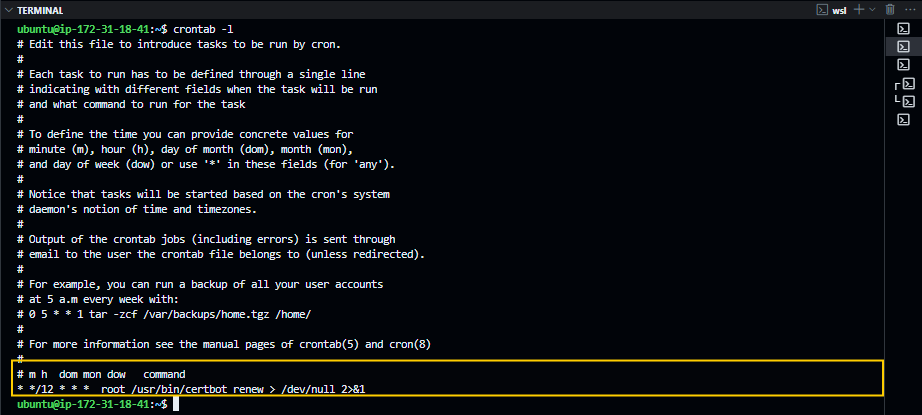 TERMINAL
wsl
ubuntu@ip-172-31-18-41:~$ crontab -l
# Edit this file to introduce tasks to be run by cron.
#
# Each task to run has to be defined through a single line
# indicating with different fields when the task will be run
# and what command to run for the task
#
# To define the time you can provide concrete values for
# minute (m), hour (h), day of month (dom), month (mon),
# and day of week (dow) or use '*' in these fields (for 'any').
#
# Notice that tasks will be started based on the cron's system
# daemon's notion of time and timezones.
#
# Output of the crontab jobs (including errors) is sent through
# email to the user the crontab file belongs to (unless redirected).
#
# For example, you can run a backup of all your user accounts
# at 5 a.m every week with:
# 0 5 * * 1 tar -zcf /var/backups/home.tgz /home/
#
# For more information see the manual pages of crontab(5) and cron(8)
#
# m h  dom mon dow   command
* */12 * * *  root /usr/bin/certbot renew > /dev/null 2>&1
ubuntu@ip-172-31-18-41:~$